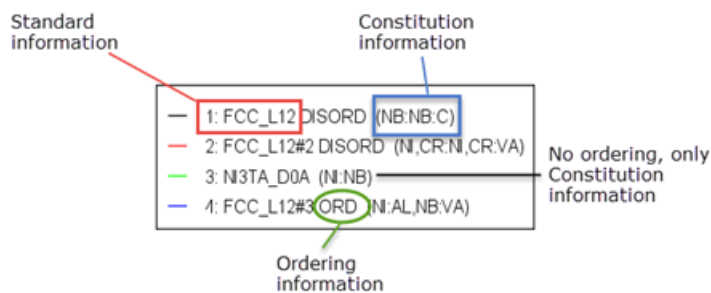 Standard
information
Constitution
information
1: FCC_L12 DISORD (NB:NB:C)
2: FCC_L12#2 DISORD (NI,CR:NI,CR:VA)
3: NI3TA_D0A (NI:NB)
4: FCC_L12#3 ORD (NI:AL,NB:VA)
No ordering, only
Constitution
information
Ordering
information